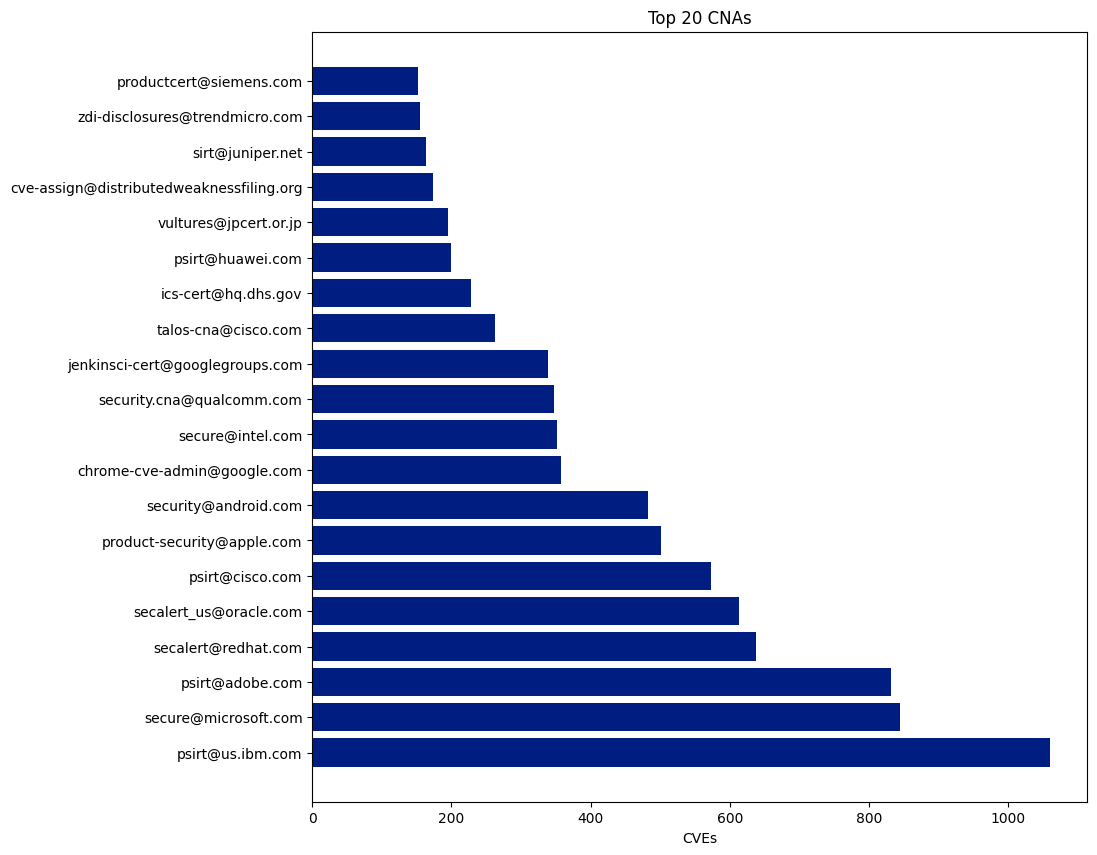 Top 20 CNAs
productcert@siemens.com
zdi-disclosures@trendmicro.com
sirt@juniper.net
cve-assign@distributedweaknessfiling.org
vultures@jpcert.or.jp
psirt@huawei.com
ics-cert@hq.dhs.gov
talos-cna@cisco.com
jenkinsci-cert@googlegroups.com
security.cna@qualcomm.com
secure@intel.com
chrome-cve-admin@google.com
security@android.com
product-security@apple.com
psirt@cisco.com
secalert_us@oracle.com
secalert@redhat.com
psirt@adobe.com
secure@microsoft.com
psirt@us.ibm.com
0 200 400 600 800 1000
CVEs